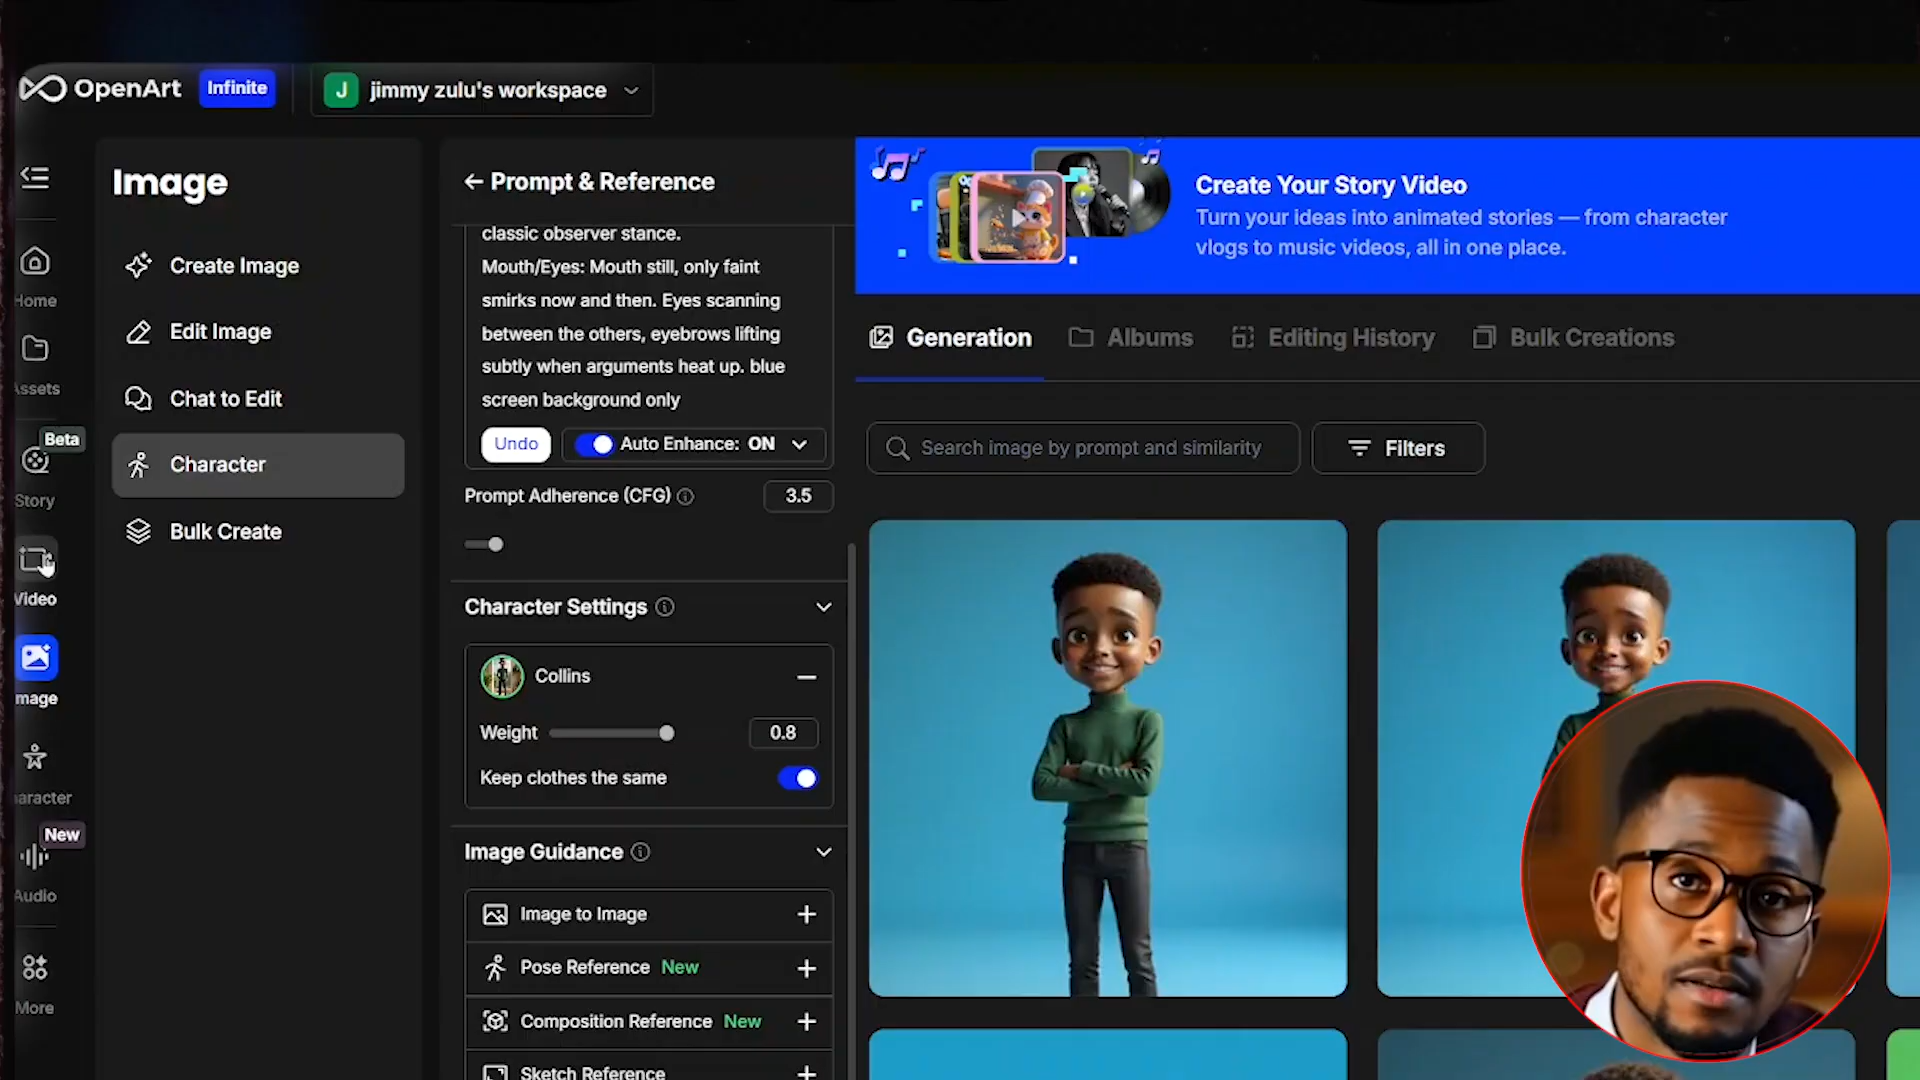 OpenArt
Infinite
J
jimmy zulu's workspace
Home
Assets
Beta
Story
Video
mage
aracter
New
Audio
More
Image
Create Image
Edit Image
Chat to Edit
Character
Bulk Create
Prompt & Reference
classic observer stance.
Mouth/Eyes: Mouth still, only faint
smirks now and then. Eyes scanning
between the others, eyebrows lifting
subtly when arguments heat up. blue
screen background only
Undo
Auto Enhance: ON
Prompt Adherence (CFG)
3.5
Character Settings
Collins
Weight
0.8
Keep clothes the same
Image Guidance
Image to Image
Pose Reference New
Composition Reference New
Sketch Reference
Create Your Story Video
Turn your ideas into animated stories — from character
vlogs to music videos, all in one place.
Generation
Albums
Editing History
Bulk Creations
Search image by prompt and similarity
Filters